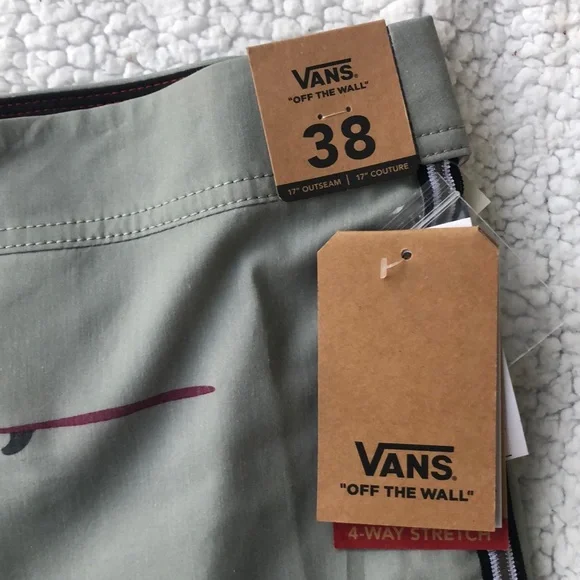 VANS
"OFF THE WALL"
38
17" OUTSEAM | 17" COUTURE
VANS
"OFF THE WALL"
4-WAY STRETCH